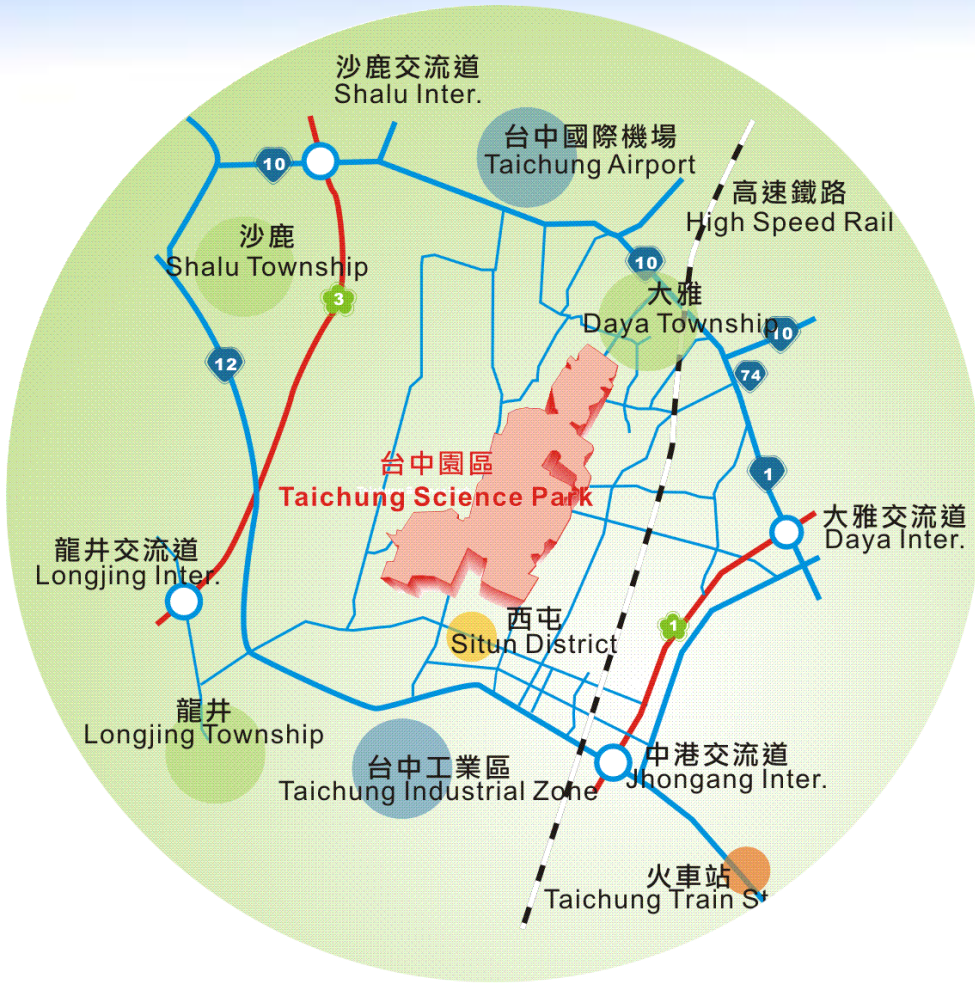 沙鹿交流道
Shalu Inter.
台中國際機場
Taichung Airport
10
高速鐵路
High Speed Rail
沙鹿
Shalu Township
10
3
大雅
Daya Township
10
12
74
台中園區
Taichung Science Park
1
大雅交流道
Daya Inter.
龍井交流道
Longjing Inter.
西屯
Situn District
1
龍井
Longjing Township
中港交流道
Jhongang Inter.
台中工業區
Taichung Industrial Zone
火車站
Taichung Train St